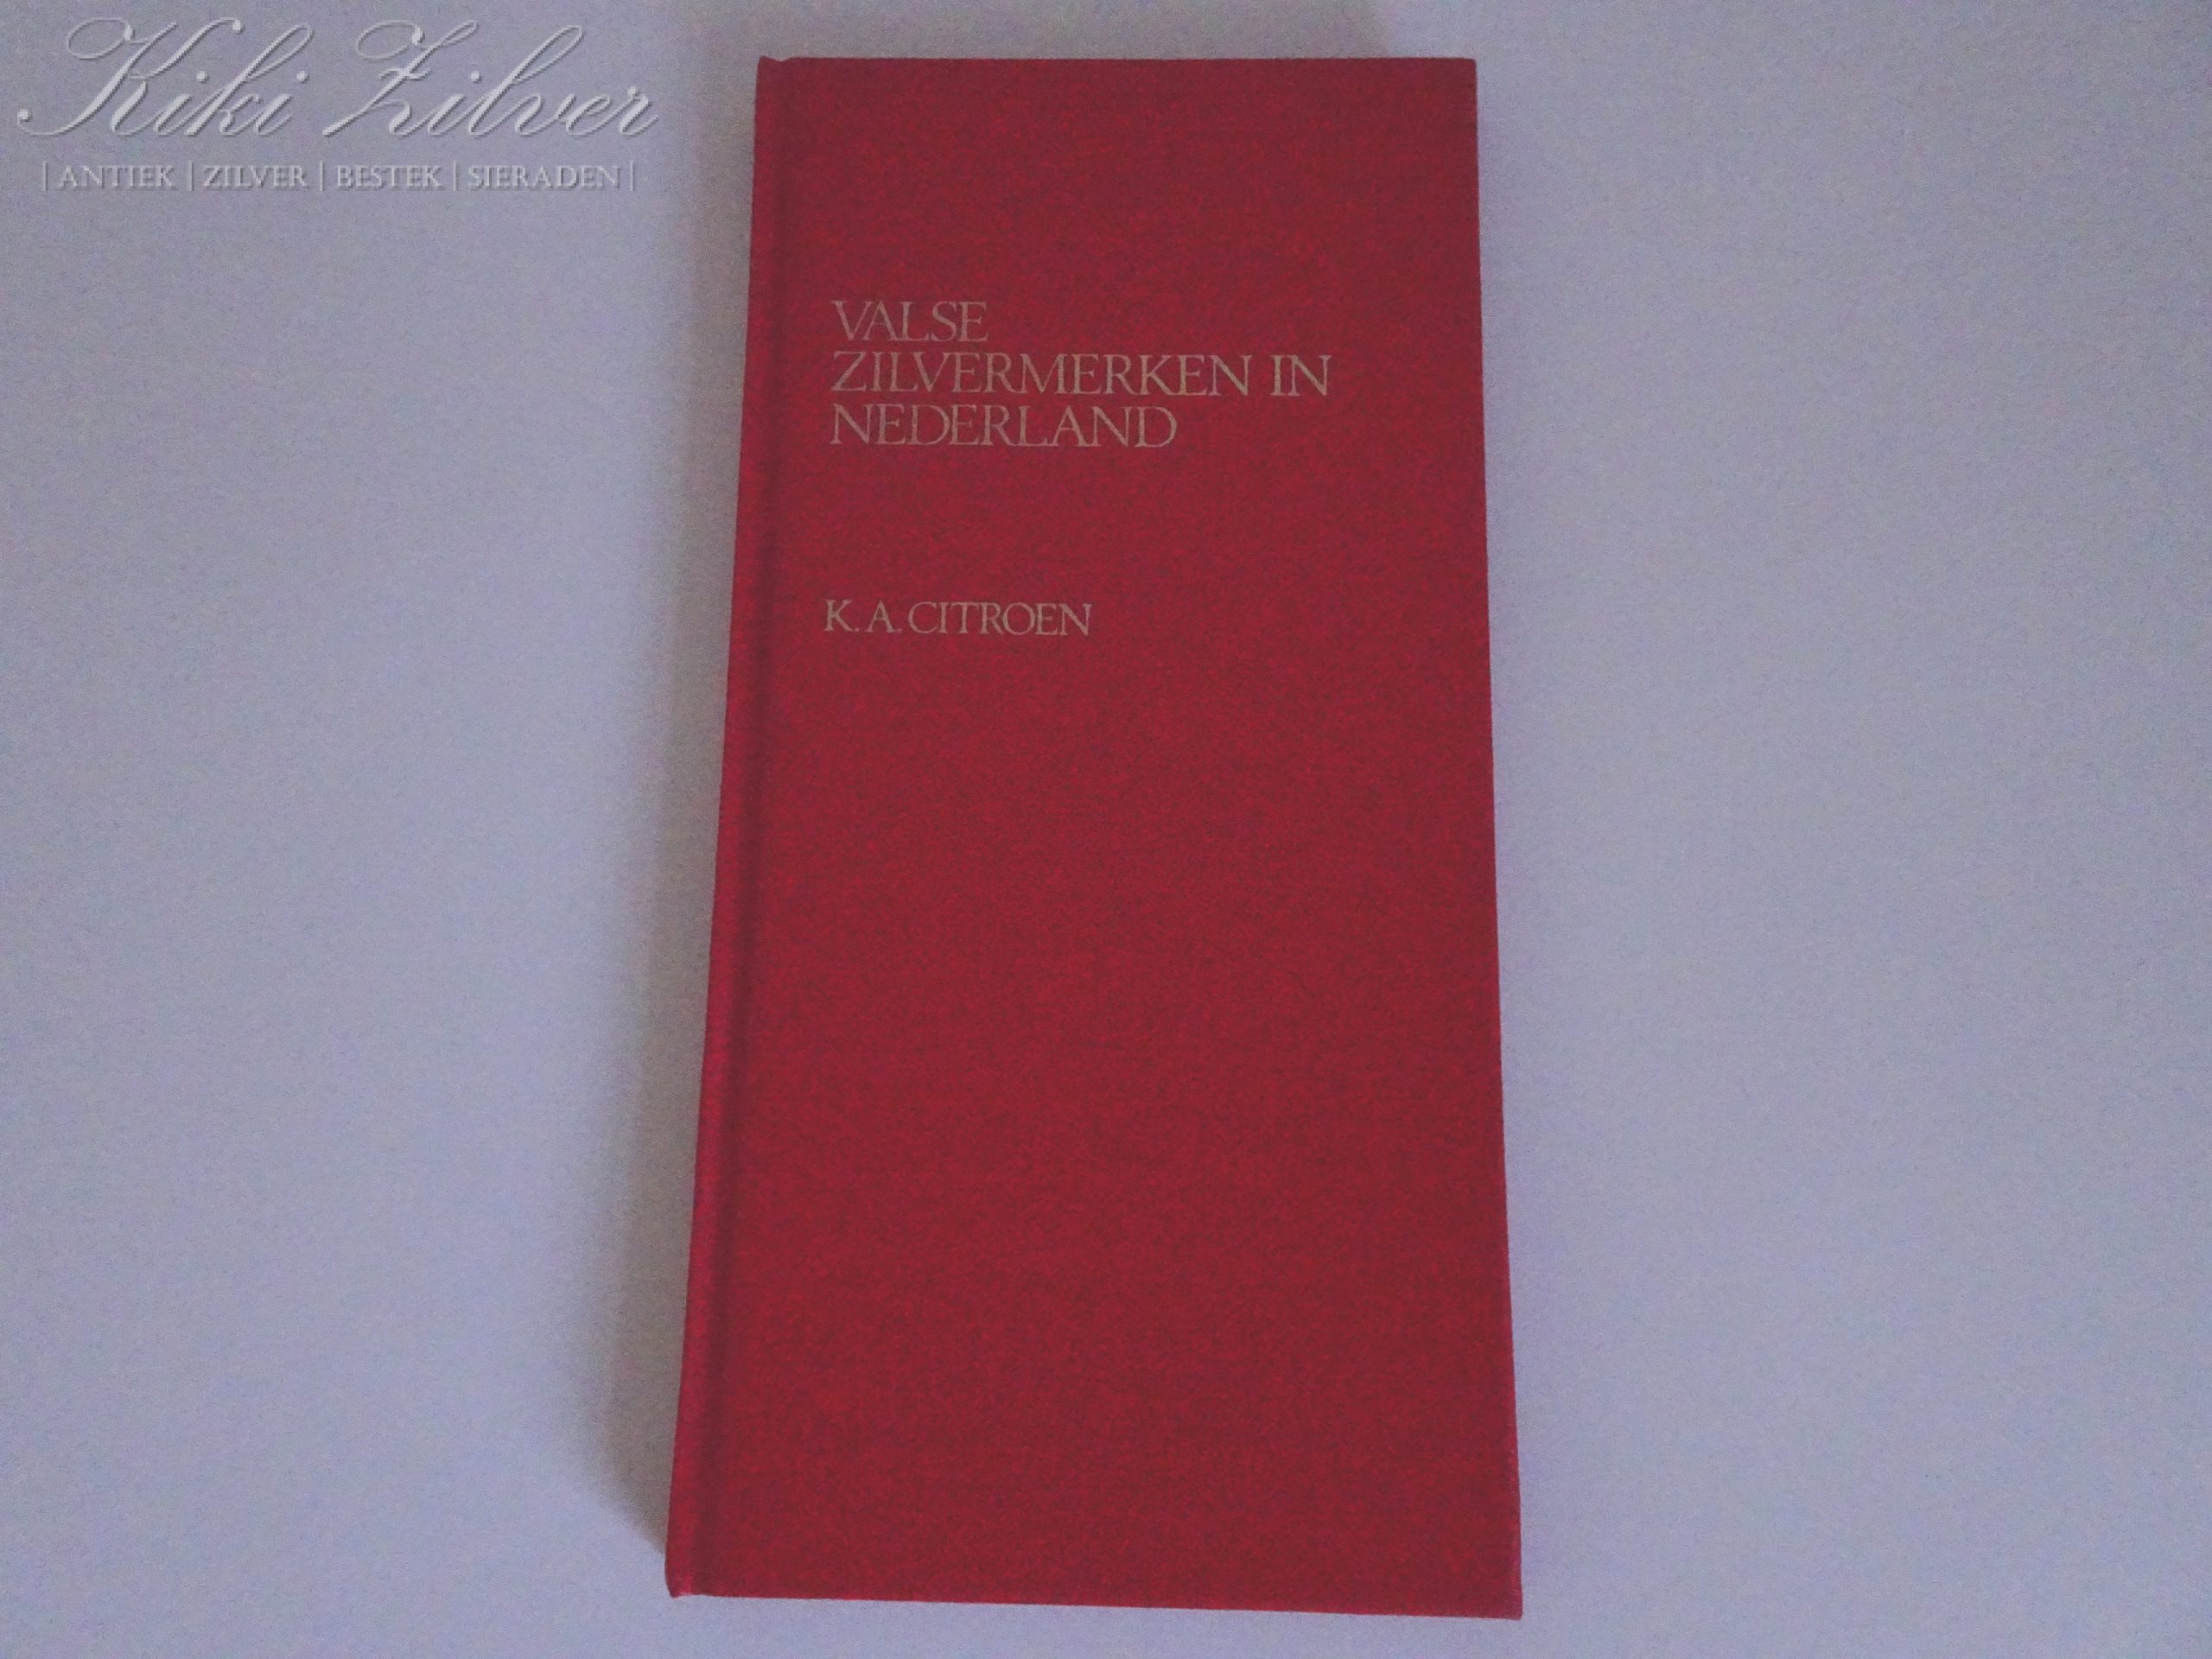 Kiki Zilver
| ANTIEK | ZILVER | BESTEK | SIERADEN |
VALSE
ZILVERMERKEN IN
NEDERLAND
K. A. CITROEN